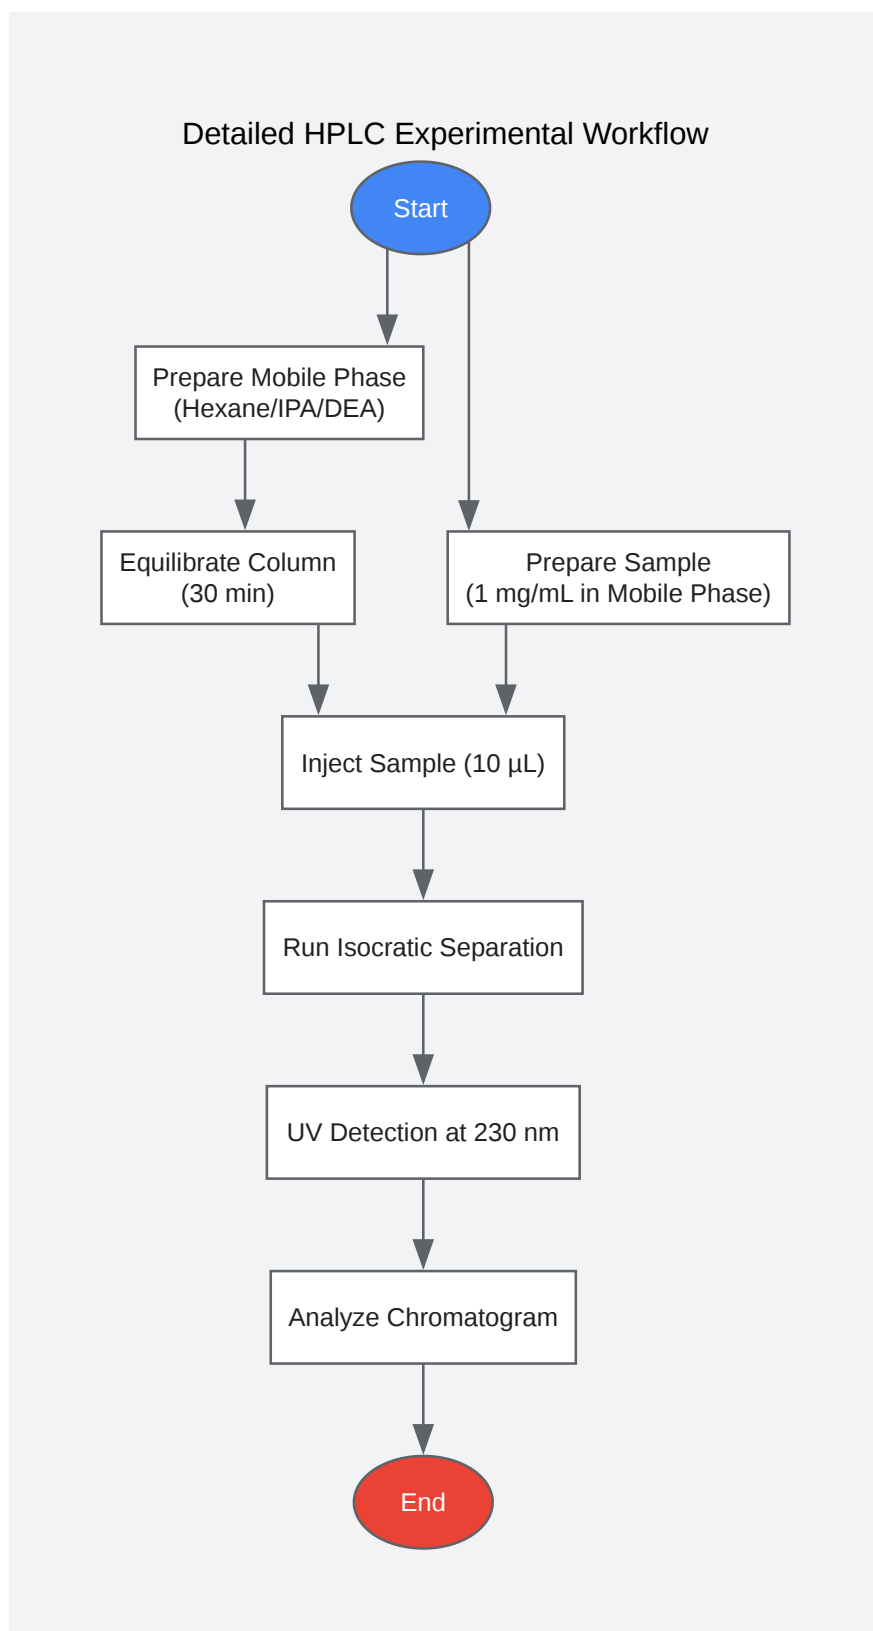 Detailed HPLC Experimental Workflow
Start
Prepare Mobile Phase
(Hexane/IPA/DEA)
Equilibrate Column
(30 min)
Prepare Sample
(1 mg/mL in Mobile Phase)
Inject Sample (10 µL)
Run Isocratic Separation
UV Detection at 230 nm
Analyze Chromatogram
End